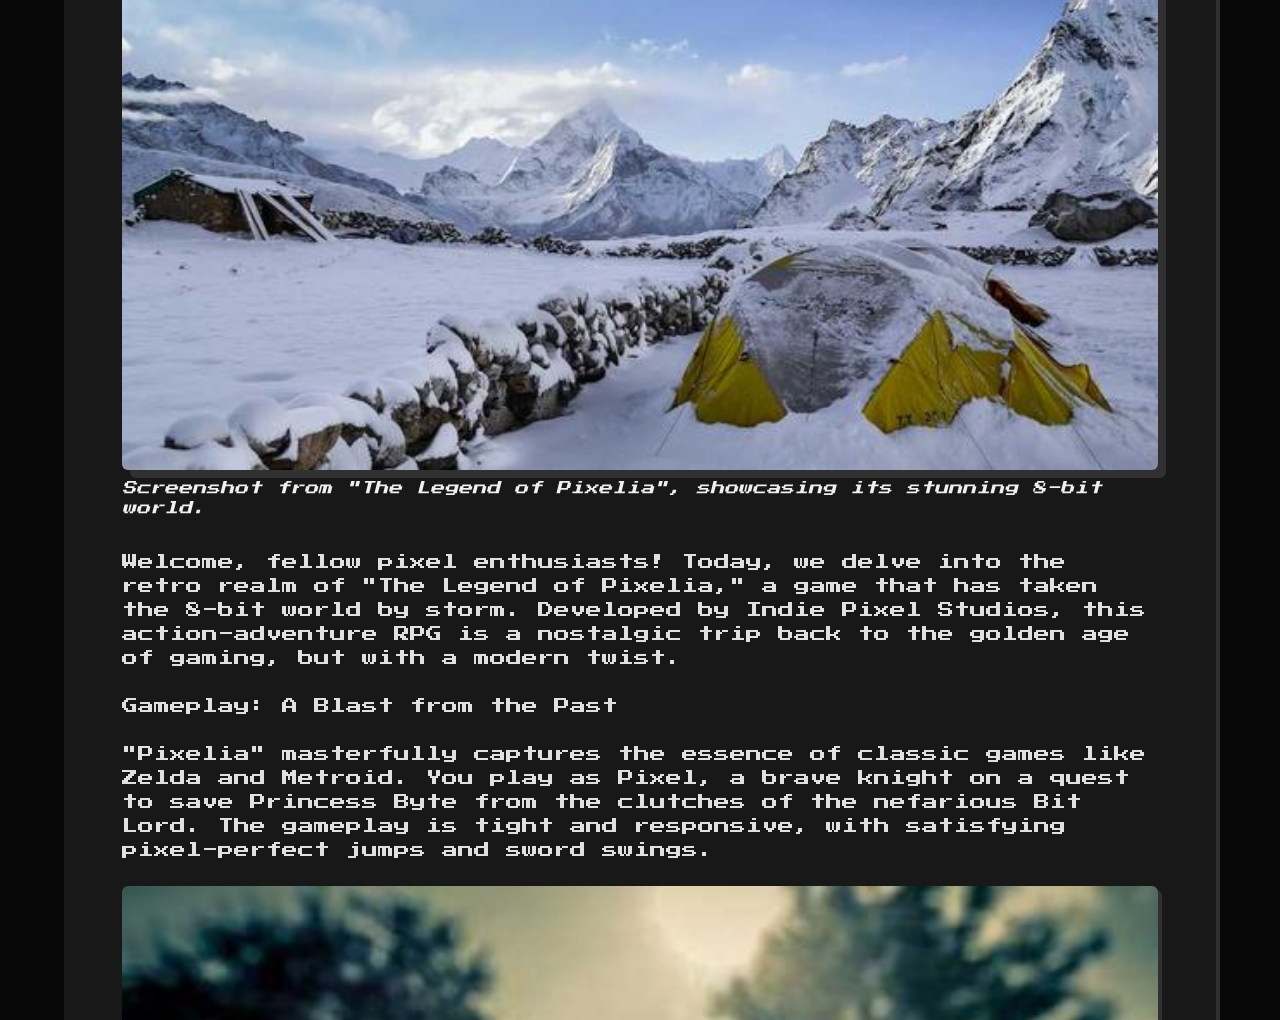 Screenshot from "The Legend of Pixelia", showcasing its stunning 8-bit
world.
Welcome, fellow pixel enthusiasts! Today, we delve into the
retro realm of "The Legend of Pixelia," a game that has taken
the 8-bit world by storm. Developed by Indie Pixel Studios, this
action-adventure RPG is a nostalgic trip back to the golden age
of gaming, but with a modern twist.
Gameplay: A Blast from the Past
"Pixelia" masterfully captures the essence of classic games like
Zelda and Metroid. You play as Pixel, a brave knight on a quest
to save Princess Byte from the clutches of the nefarious Bit
Lord. The gameplay is tight and responsive, with satisfying
pixel-perfect jumps and sword swings.